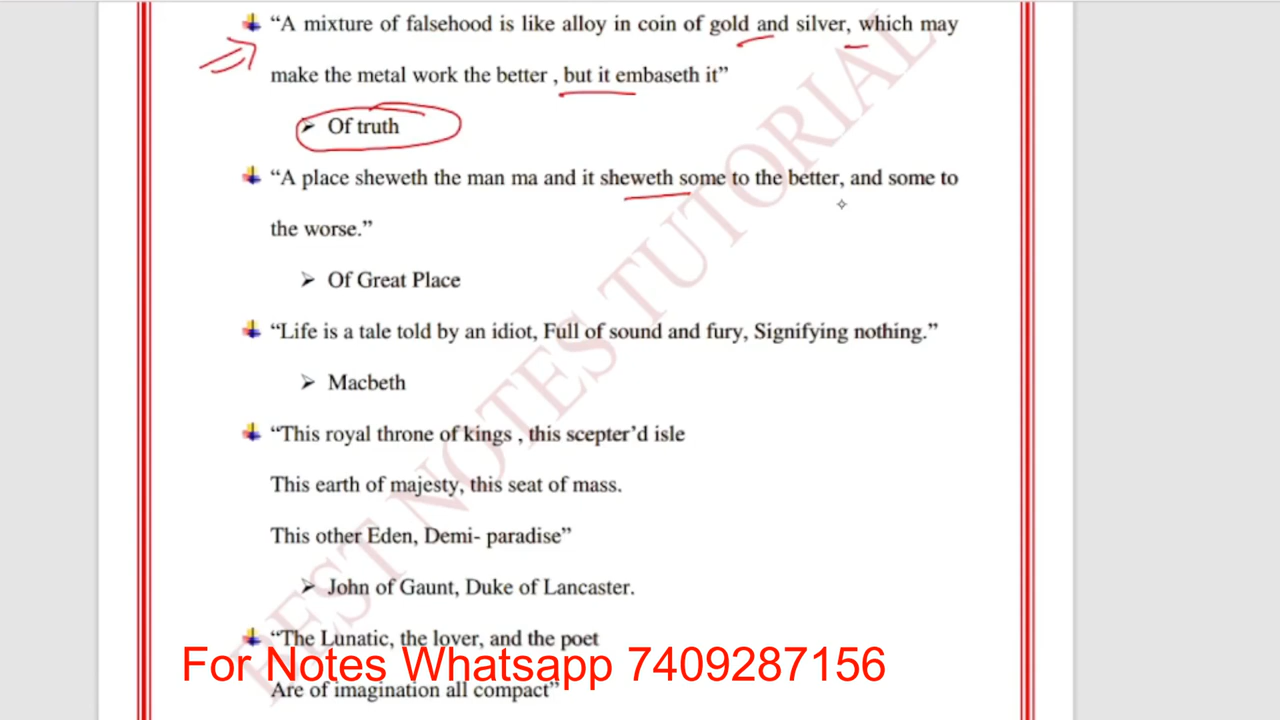 “A mixture of falsehood is like alloy in coin of gold and silver, which may
make the metal work the better , but it embaseth it”
➢ Of truth
“A place sheweth the man ma and it sheweth some to the better, and some to
the worse.”
➢ Of Great Place
“Life is a tale told by an idiot, Full of sound and fury, Signifying nothing.”
➢ Macbeth
“This royal throne of kings , this scepter’d isle
This earth of majesty, this seat of mass.
This other Eden, Demi- paradise”
➢ John of Gaunt, Duke of Lancaster.
“The Lunatic, the lover, and the poet
For Notes Whatsapp 7409287156
Are of imagination all compact”
BEST NOTES TUTORIAL